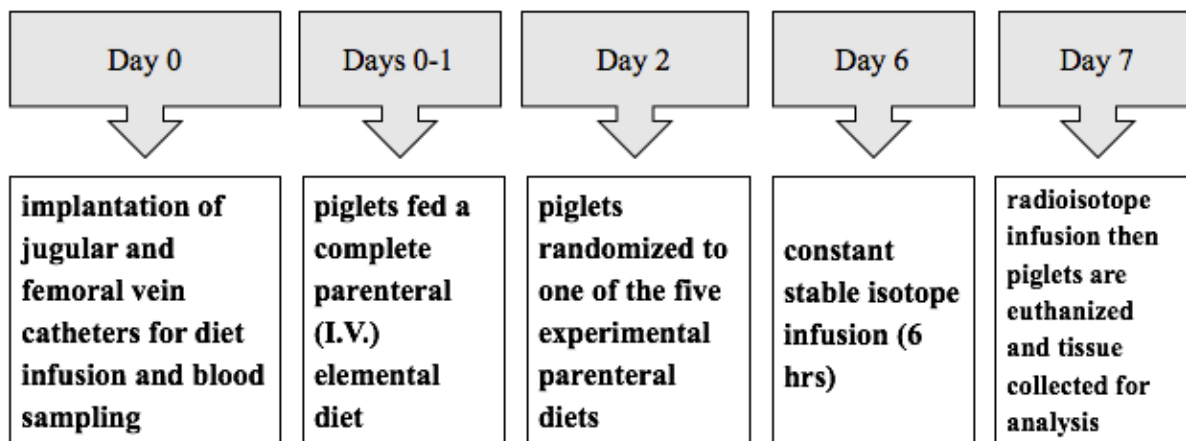 Day 0
Days 0-1
Day 2
Day 6
Day 7
implantation of
jugular and
femoral vein
catheters for diet
infusion and blood
sampling
piglets fed a
complete
parenteral
(I.V.)
elemental
diet
piglets
randomized to
one of the five
experimental
parenteral
diets
constant
stable isotope
infusion (6
hrs)
radioisotope
infusion then
piglets are
euthanized
and tissue
collected for
analysis